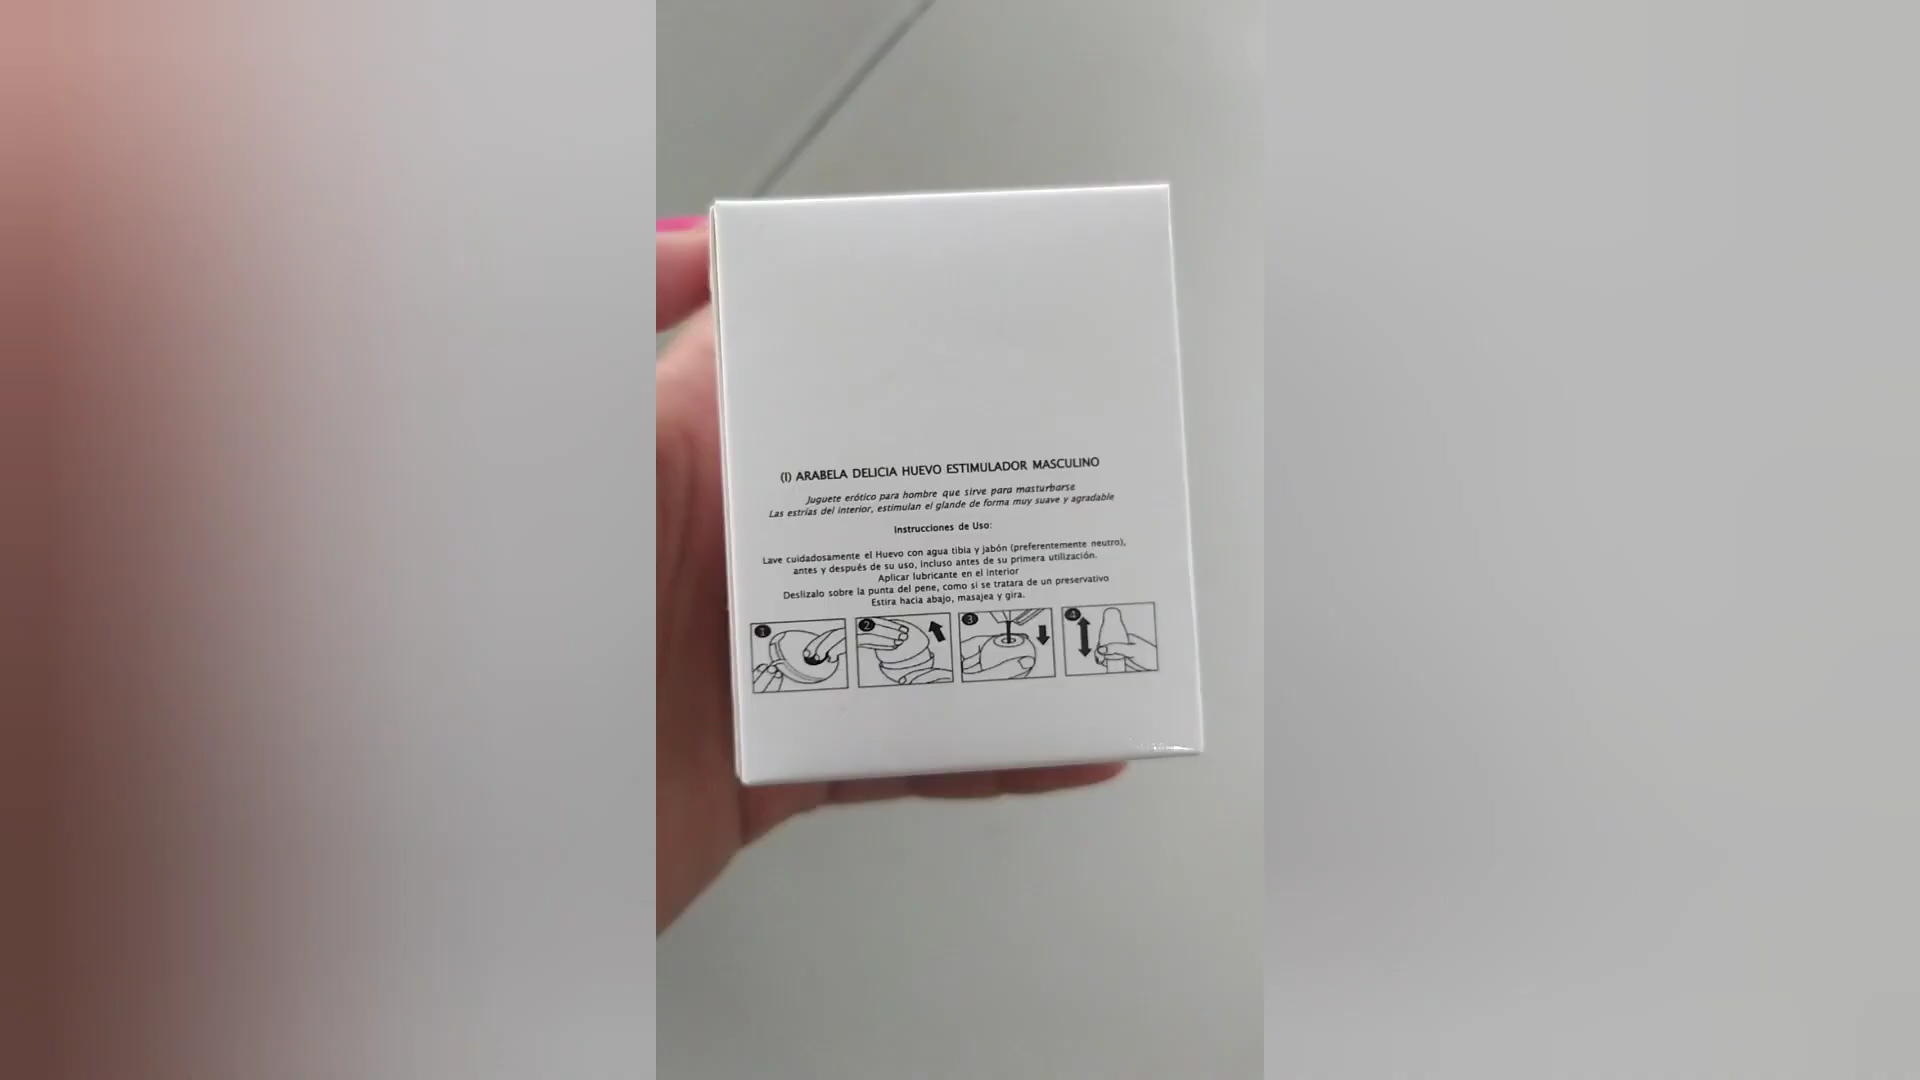 (I) ARABELA DELICIA HUEVO ESTIMULADOR MASCULINO
Juguete erótico para hombre que sirve para masturbarse
Las estrías del interior, estimulan el glande de forma muy suave y agradable
Instrucciones de Uso:
Lave cuidadosamente el Huevo con agua tibia y jabón (preferentemente neutro),
antes y después de su uso, incluso antes de su primera utilización.
Aplicar lubricante en el interior
Deslizalo sobre la punta del pene, como si se tratara de un preservativo
Estira hacia abajo, masajea y gira.
1 2 3 4